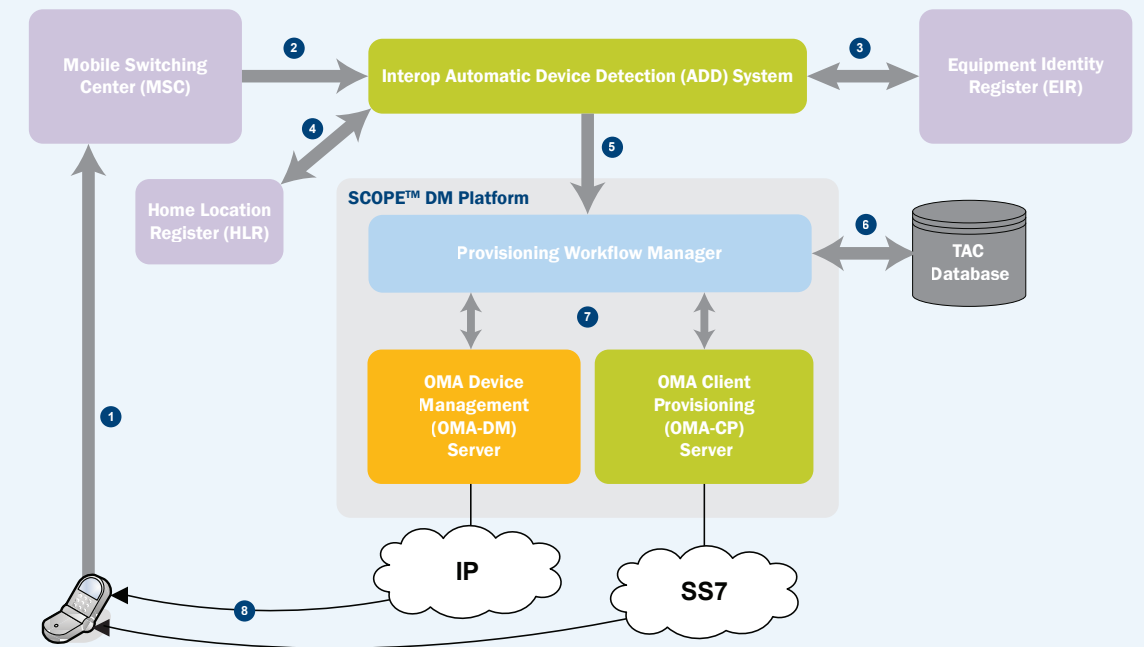 Mobile Switching
Center (MSC)
2
Interop Automatic Device Detection (ADD) System
3
Equipment Identity
Register (EIR)
4
5
Home Location
Register (HLR)
SCOPE™ DM Platform
Provisioning Workflow Manager
6
TAC
Database
7
OMA Device
Management
(OMA-DM)
Server
OMA Client
Provisioning
(OMA-CP)
Server
1
IP
SS7
8